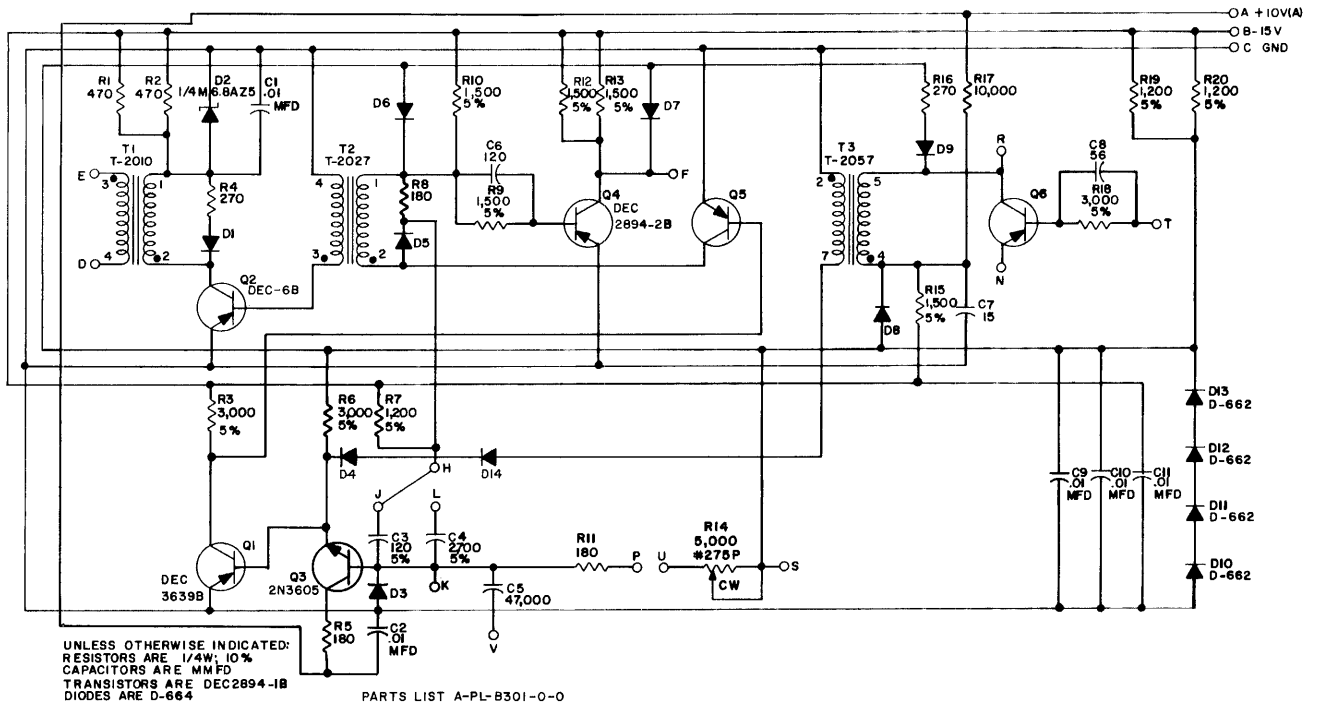 A +10V(A)
B-15V
C GND
R1
470
R2
470
D2
1/4M6.8AZ5
C1
.01
MFD
D6
R10
1,500
5%
R12
1,500
5%
R13
1,500
5%
D7
R16
270
R17
10,000
R19
1,200
5%
R20
1,200
5%
T1
T-2010
E
3
1
D
4
2
R4
270
D1
Q2
DEC-6B
T2
T-2027
4
1
3
2
R8
180
D5
C6
120
R9
1,500
5%
Q4
DEC
2894-2B
F
Q5
T3
T-2057
2
5
7
4
D9
R
Q6
N
C8
56
R18
3,000
5%
T
R15
1,500
5%
C7
15
D8
R3
3,000
5%
R6
3,000
5%
R7
1,200
5%
D4
H
D14
J
L
C3
120
5%
C4
2700
5%
K
Q1
DEC
3639B
Q3
2N3605
D3
R5
180
C2
.01
MFD
C5
47,000
V
R11
180
P
U
R14
5,000
*275P
CW
S
C9
.01
MFD
C10
.01
MFD
C11
.01
MFD
D13
D-662
D12
D-662
D11
D-662
D10
D-662
UNLESS OTHERWISE INDICATED:
RESISTORS ARE 1/4W; 10%
CAPACITORS ARE MMFD
TRANSISTORS ARE DEC2894-1B
DIODES ARE D-664
PARTS LIST A-PL-B301-0-0